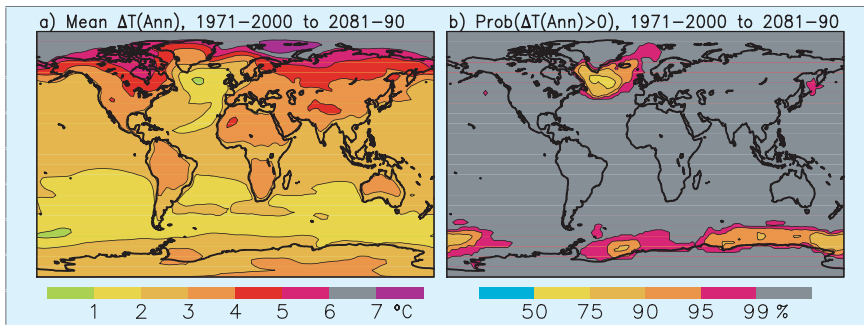 a) Mean ΔT(Ann), 1971-2000 to 2081-90
b) Prob(ΔT(Ann)>0), 1971-2000 to 2081-90
1 2 3 4 5 6 7 °C
50 75 90 95 99 %